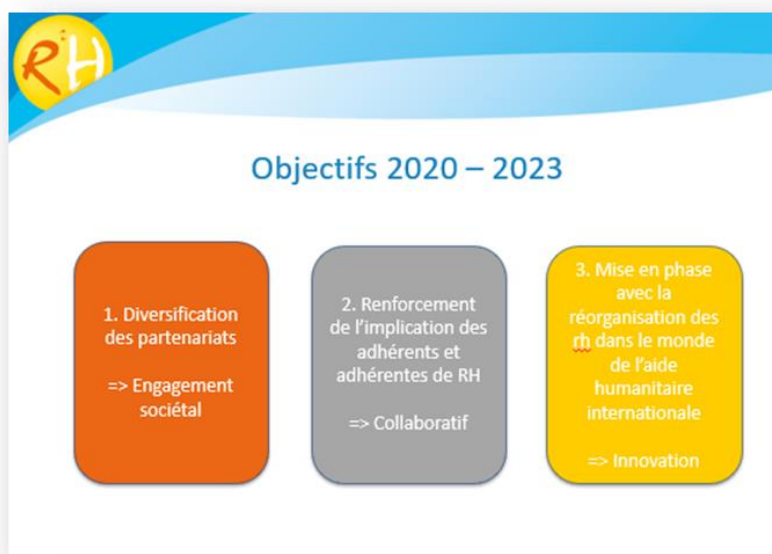 R:H
Objectifs 2020 – 2023
1. Diversification
des partenariats
=> Engagement
sociétal
2. Renforcement
de l'implication des
adhérents et
adhérentes de RH
=> Collaboratif
3. Mise en phase
avec la
réorganisation des
rh dans le monde
de l'aide
humanitaire
internationale
=> Innovation